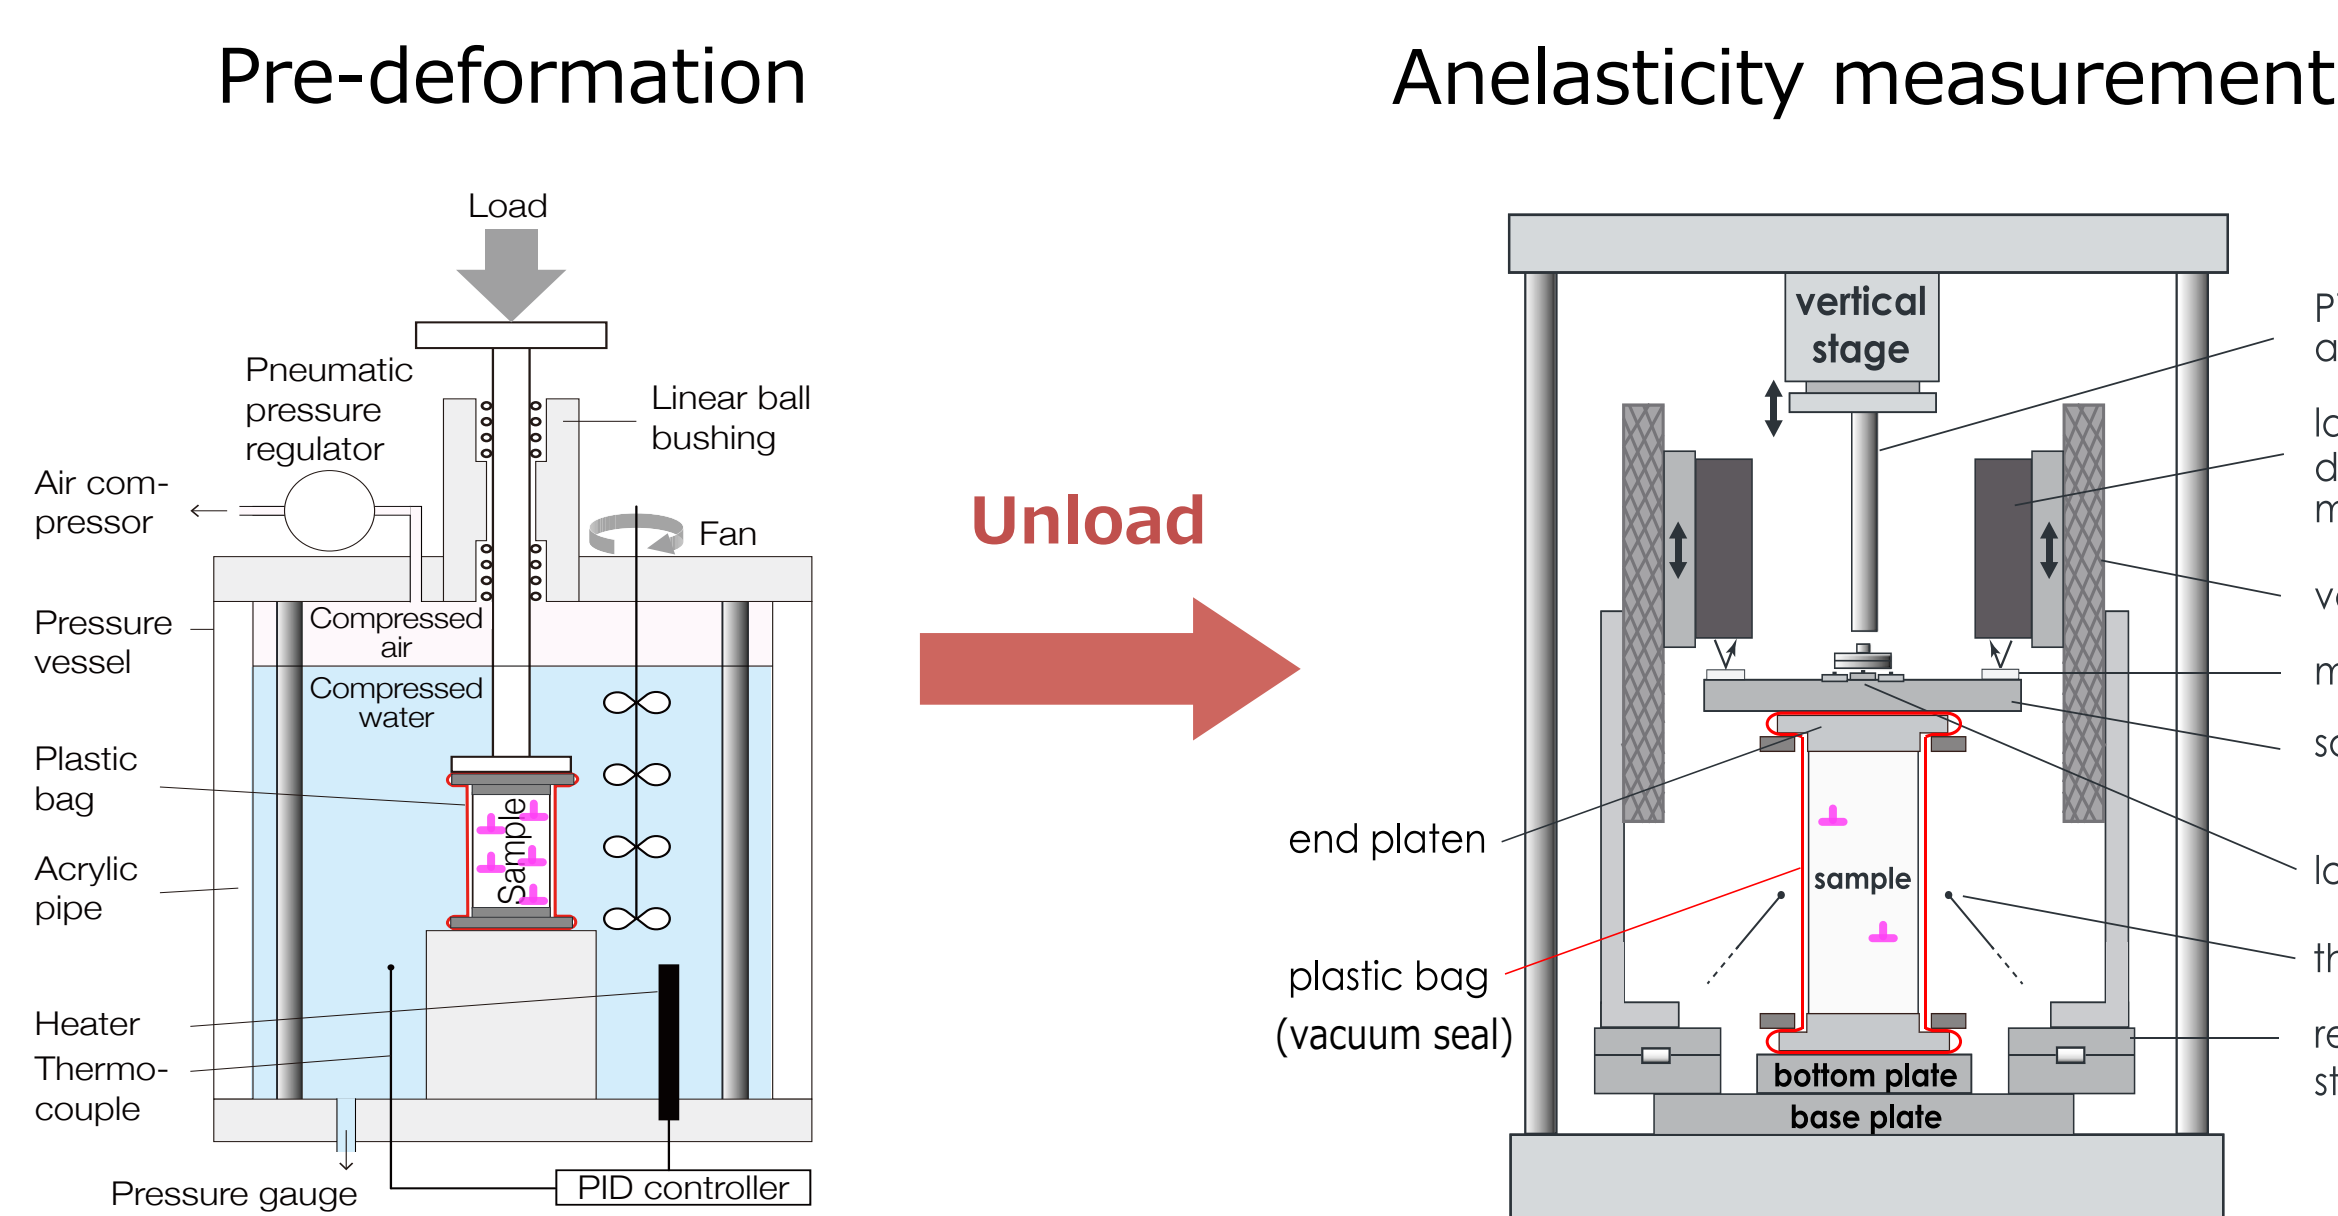 Pre-deformation
Anelasticity measurement
Load
Pneumatic
pressure
regulator
Linear ball
bushing
Air com-
pressor
Fan
Pressure
vessel
Compressed
air
Compressed
water
Plastic
bag
Sample
Acrylic
pipe
Heater
Thermo-
couple
Pressure gauge
PID controller
Unload
vertical
stage
end platen
sample
plastic bag
(vacuum seal)
bottom plate
base plate